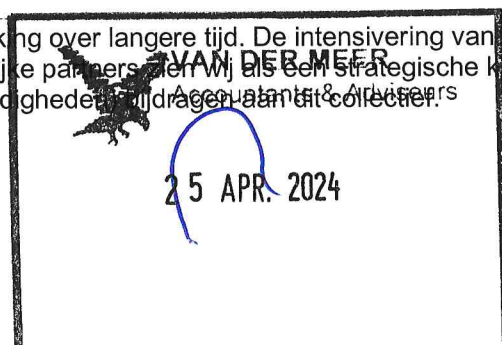 king over langere tijd. De intensivering van
ijke partners zien wij als een strategische k
digheden) bijdragen aan dit collectief.
VAN DER MEER
Accountants & Adviseurs
25 APR. 2024